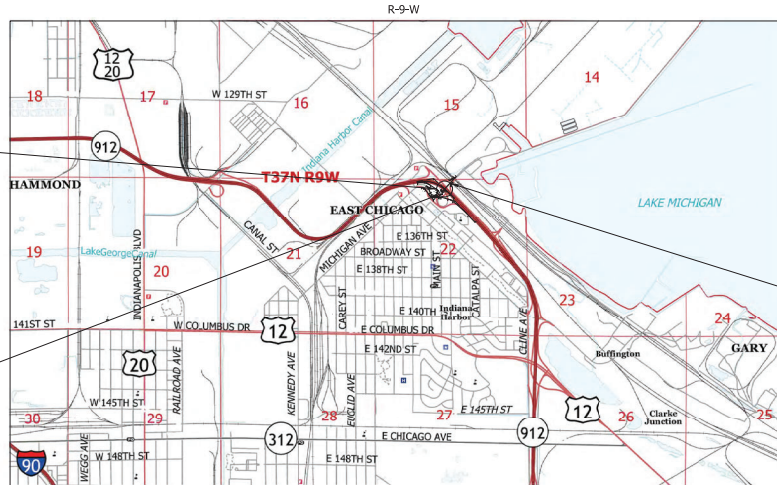 R-9-W
12
20
14
18
17
W 129TH ST
16
15
Indiana Harbor Canal
912
T37N R9W
HAMMOND
EAST CHICAGO
LAKE MICHIGAN
CANAL ST
MICHIGAN AVE
E 136TH ST
19
LakeGeorgeCanal
INDIANAPOLIS BLVD
21
BROADWAY ST
22
20
E 138TH ST
MAIN ST
CATALPA ST
23
CAREY ST
E 140TH
Indiana
Harbor
141ST ST
W COLUMBUS DR
12
E COLUMBUS DR
CLINE AVE
24
E 142ND ST
GARY
20
RAILROAD AVE
KENNEDY AVE
Buffington
EUCLID AVE
W 145TH ST
E 145TH ST
12
30
29
28
27
26
Clarke
Junction
25
WEGG AVE
312
E CHICAGO AVE
912
W 148TH ST
E 148TH ST
90